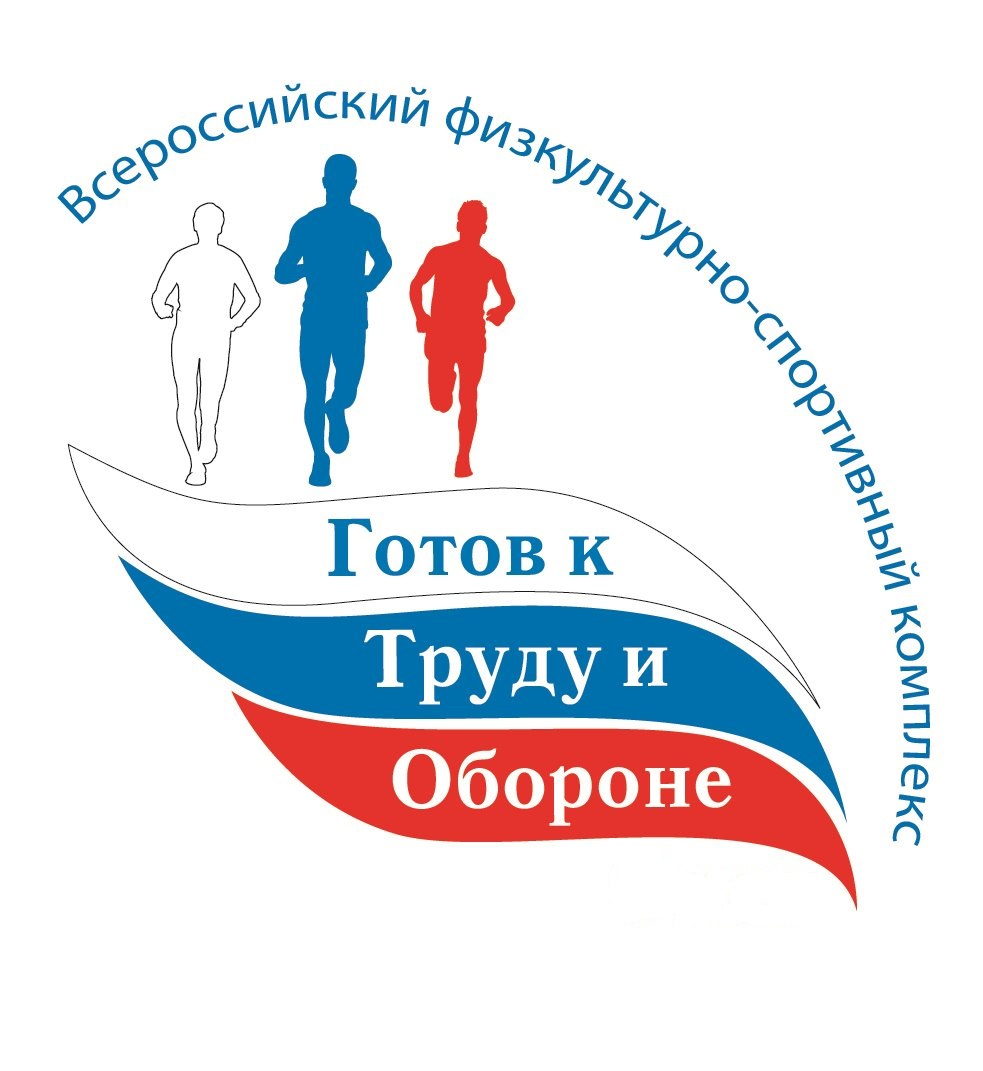 Всероссийский физкультурно-спортивный комплекс
Готов к
Труду и
Обороне